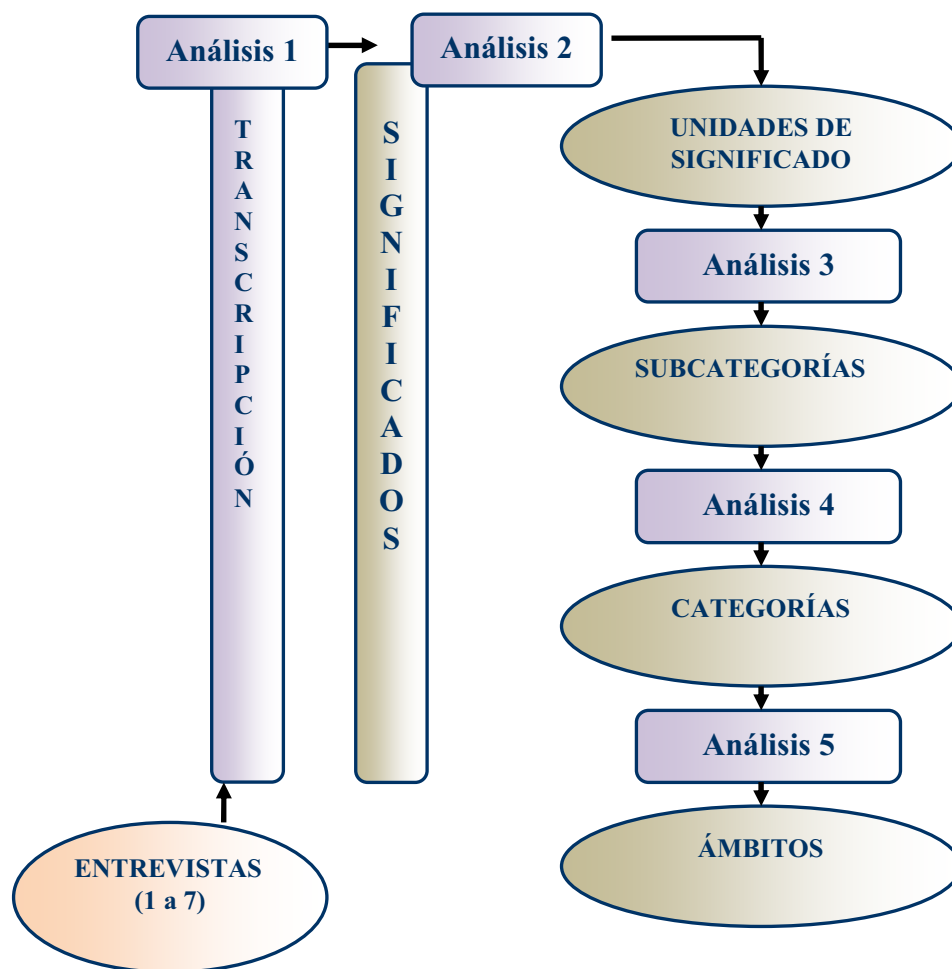 Análisis 1
Análisis 2
TRANSCRIPCIÓN
SIGNIFICADOS
UNIDADES DE
SIGNIFICADO
Análisis 3
SUBCATEGORÍAS
Análisis 4
CATEGORÍAS
Análisis 5
ÁMBITOS
ENTREVISTAS
(1 a 7)